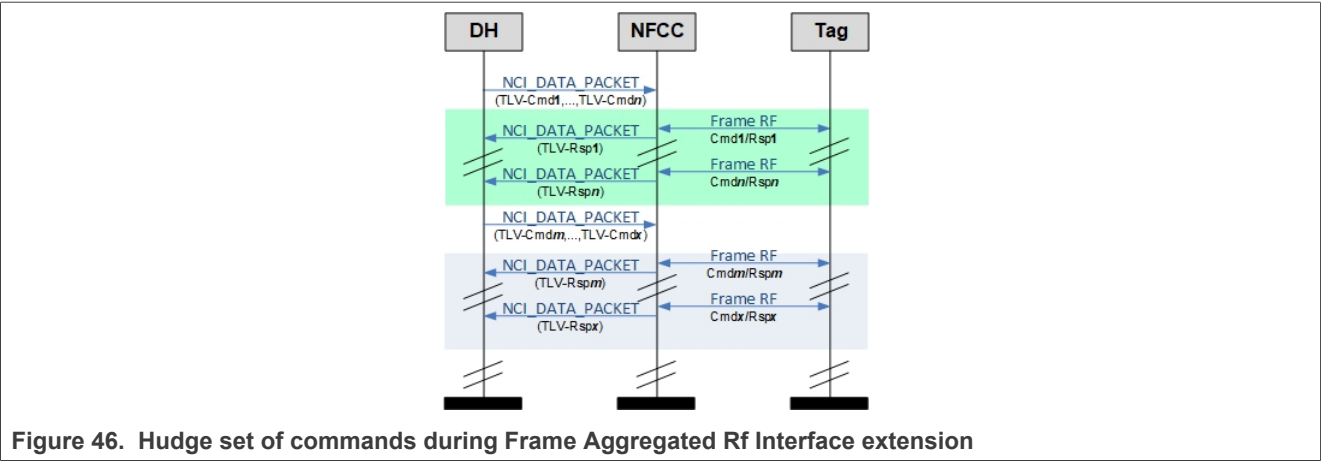 DH NFCC Tag
NCI_DATA_PACKET
(TLV-Cmd1,...,TLV-Cmdn)
Frame RF
NCI_DATA_PACKET
Cmd1/Rsp1
(TLV-Rsp1)
Frame RF
NCI_DATA_PACKET
Cmdn/Rspn
(TLV-Rspn)
NCI_DATA_PACKET
(TLV-Cmdm,...,TLV-Cmdx)
Frame RF
NCI_DATA_PACKET
Cmdm/Rspm
(TLV-Rspm)
Frame RF
NCI_DATA_PACKET
Cmdx/Rspx
(TLV-Rspx)
Figure 46. Hudge set of commands during Frame Aggregated Rf Interface extension